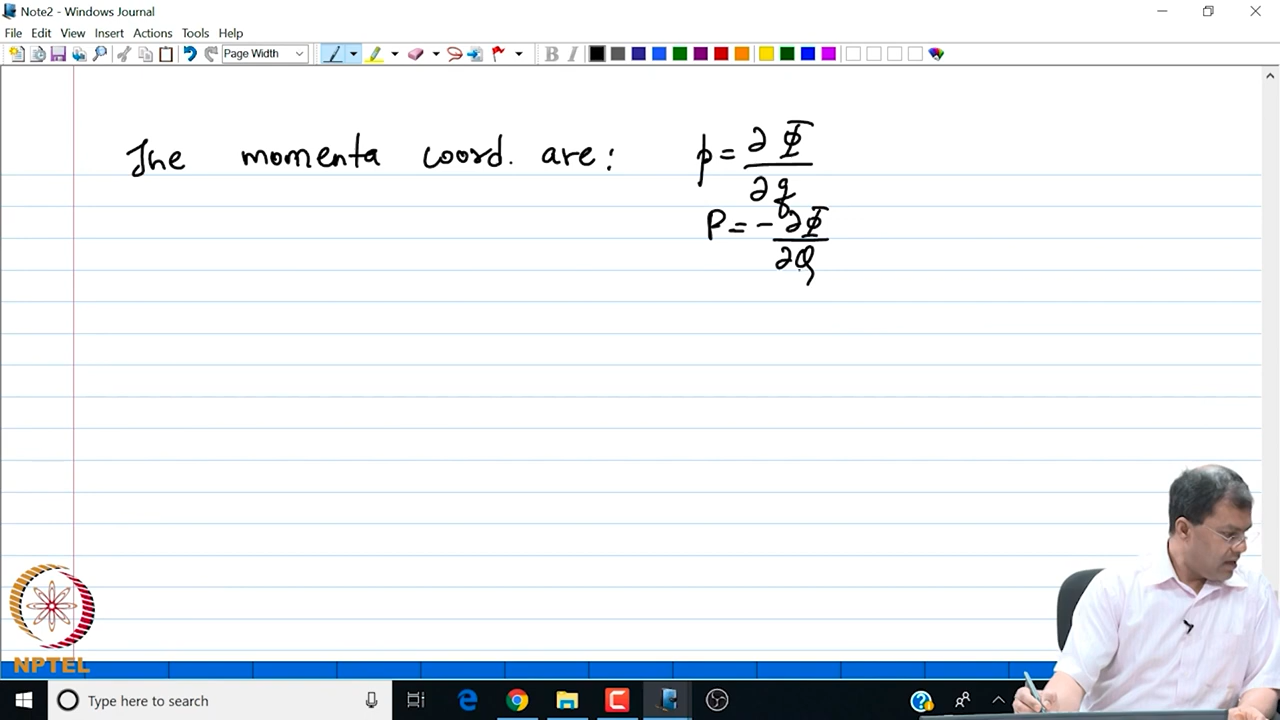 Note2 - Windows Journal
File Edit View Insert Actions Tools Help
Page Width
B I
The momenta coord. are: p = ∂Φ/∂q
P = -∂Φ/∂Q
NPTEL
Type here to search